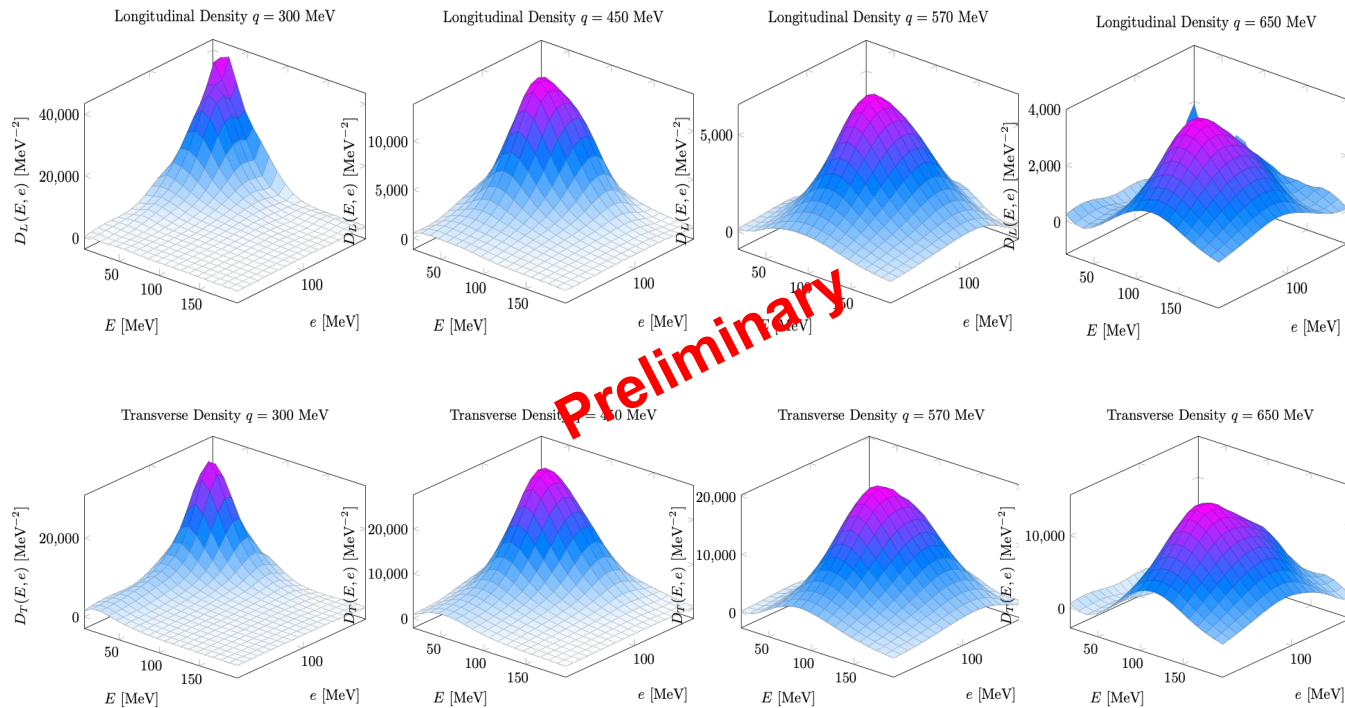 Longitudinal Density q = 300 MeV
40,000
20,000
0
D_L(E, e) [MeV⁻²]
50
100
150
100
E [MeV]
e [MeV]
Longitudinal Density q = 450 MeV
10,000
5,000
0
D_L(E, e) [MeV⁻²]
50
100
150
100
E [MeV]
e [MeV]
Longitudinal Density q = 570 MeV
5,000
0
D_L(E, e) [MeV⁻²]
50
100
150
100
E [MeV]
e [MeV]
Longitudinal Density q = 650 MeV
4,000
2,000
0
D_L(E, e) [MeV⁻²]
50
100
150
100
E [MeV]
e [MeV]
Preliminary
Transverse Density q = 300 MeV
20,000
0
D_T(E, e) [MeV⁻²]
50
100
150
100
E [MeV]
e [MeV]
Transverse Density q = 450 MeV
20,000
10,000
0
D_T(E, e) [MeV⁻²]
50
100
150
100
E [MeV]
e [MeV]
Transverse Density q = 570 MeV
20,000
10,000
0
D_T(E, e) [MeV⁻²]
50
100
150
100
E [MeV]
e [MeV]
Transverse Density q = 650 MeV
10,000
0
D_T(E, e) [MeV⁻²]
50
100
150
100
E [MeV]
e [MeV]